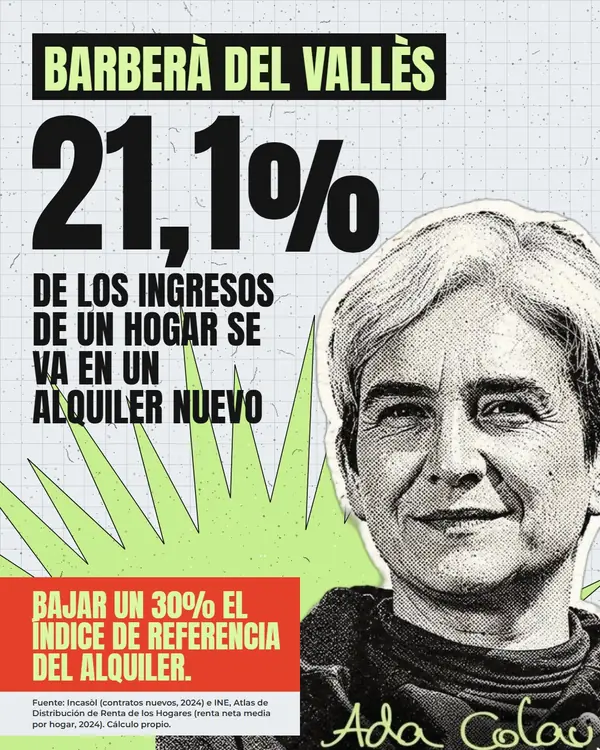 BARBERÀ DEL VALLÈS
21,1%
DE LOS INGRESOS
DE UN HOGAR SE
VA EN UN
ALQUILER NUEVO
BAJAR UN 30% EL
ÍNDICE DE REFERENCIA
DEL ALQUILER.
Fuente: Incasòl (contratos nuevos, 2024) e INE, Atlas de
Distribución de Renta de los Hogares (renta neta media
por hogar, 2024). Cálculo propio.
Ada Colau